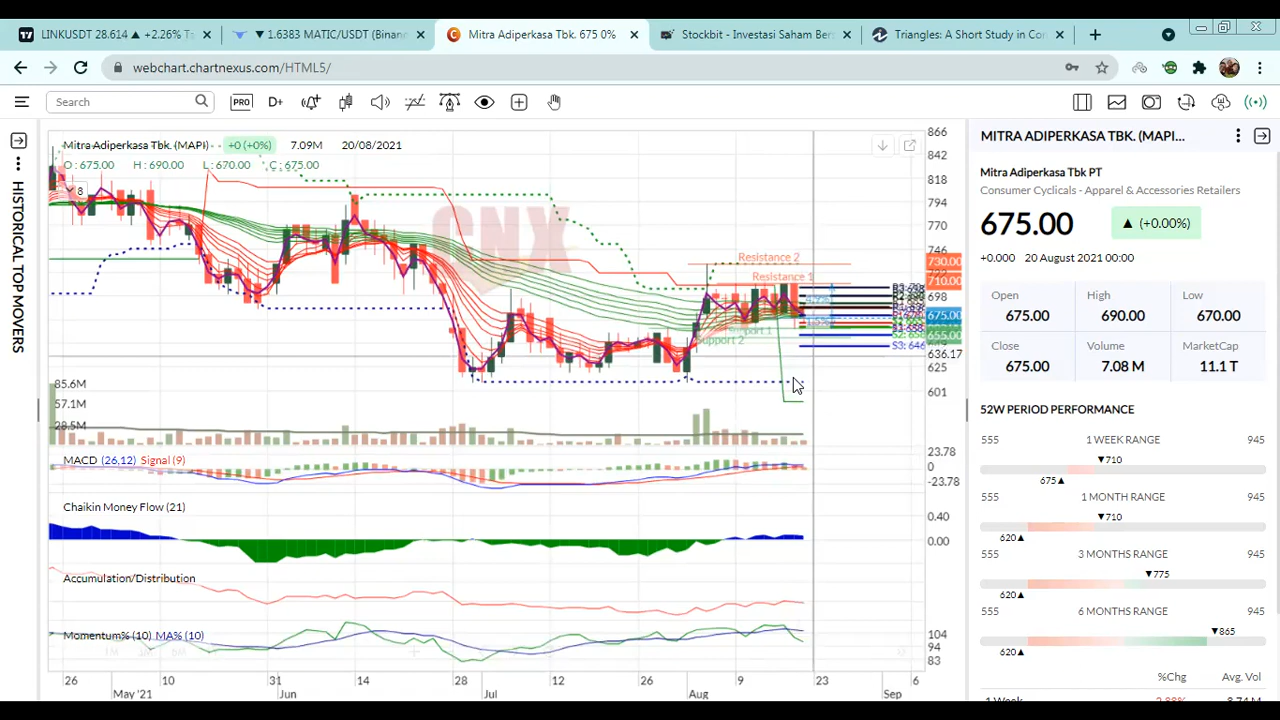 LINKUSDT 28.614 ▲ +2.26% T
▼ 1.6383 MATIC/USDT (Binan
Mitra Adiperkasa Tbk. 675 0%
Stockbit - Investasi Saham Ber
Triangles: A Short Study in Con
webchart.chartnexus.com/HTML5/
Search
PRO
D+
HISTORICAL TOP MOVERS
Mitra Adiperkasa Tbk. (MAPI)
+0 (+0%)
7.09M
20/08/2021
O : 675.00 H : 690.00 L : 670.00 C : 675.00
8
CNX
Resistance 2
Resistance 1
4.9%
Support 2
S3: 646
866
842
818
794
770
746
730.00
710.00
698
675.00
655.00
636.17
625
601
85.6M
57.1M
28.5M
MACD (26,12) Signal (9)
23.78
0
-23.78
Chaikin Money Flow (21)
0.40
0.00
Accumulation/Distribution
Momentum% (10) MA% (10)
104
94
83
26 May '21 10 31 Jun 14 28 Jul 12 26 Aug 9 23 Sep 6
MITRA ADIPERKASA TBK. (MAPI...
Mitra Adiperkasa Tbk PT
Consumer Cyclicals - Apparel & Accessories Retailers
675.00
▲ (+0.00%)
+0.000 20 August 2021 00:00
Open High Low
675.00 690.00 670.00
Close Volume MarketCap
675.00 7.08 M 11.1 T
52W PERIOD PERFORMANCE
555 1 WEEK RANGE 945
▼710
675▲
555 1 MONTH RANGE 945
▼710
620▲
555 3 MONTHS RANGE 945
▼775
620▲
555 6 MONTHS RANGE 945
▼865
620▲
%Chg Avg. Vol